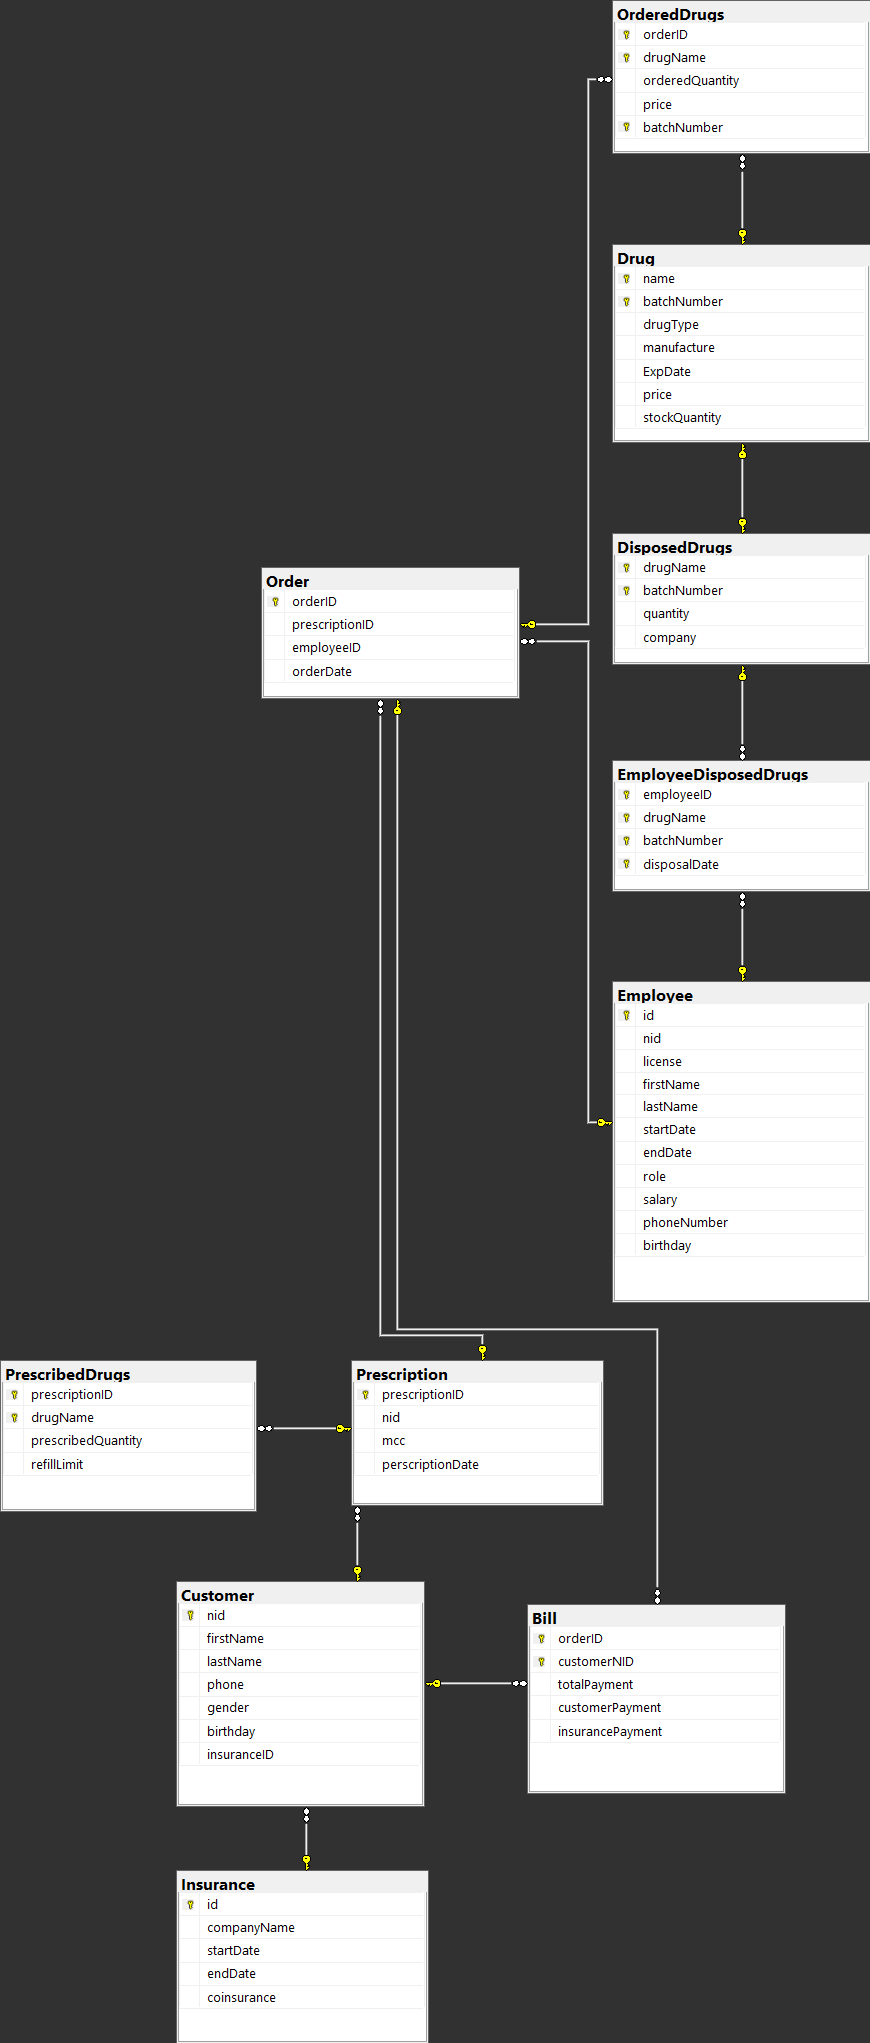 OrderedDrugs
orderID
drugName
orderedQuantity
price
batchNumber
Drug
name
batchNumber
drugType
manufacture
ExpDate
price
stockQuantity
DisposedDrugs
drugName
batchNumber
quantity
company
Order
orderID
prescriptionID
employeeID
orderDate
EmployeeDisposedDrugs
employeeID
drugName
batchNumber
disposalDate
Employee
id
nid
license
firstName
lastName
startDate
endDate
role
salary
phoneNumber
birthday
PrescribedDrugs
prescriptionID
drugName
prescribedQuantity
refillLimit
Prescription
prescriptionID
nid
mcc
perscriptionDate
Customer
nid
firstName
lastName
phone
gender
birthday
insuranceID
Bill
orderID
customerNID
totalPayment
customerPayment
insurancePayment
Insurance
id
companyName
startDate
endDate
coinsurance